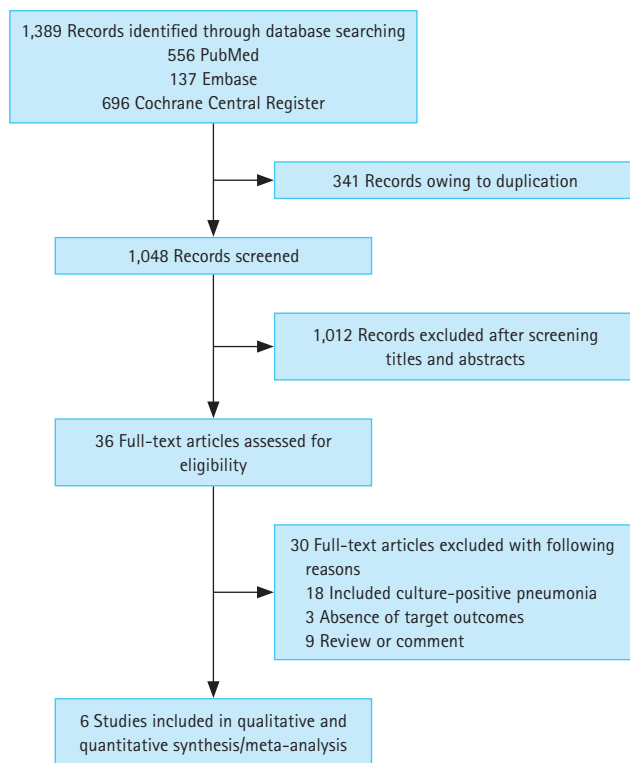 1,389 Records identified through database searching
556 PubMed
137 Embase
696 Cochrane Central Register
341 Records owing to duplication
1,048 Records screened
1,012 Records excluded after screening
titles and abstracts
36 Full-text articles assessed for
eligibility
30 Full-text articles excluded with following
reasons
18 Included culture-positive pneumonia
3 Absence of target outcomes
9 Review or comment
6 Studies included in qualitative and
quantitative synthesis/meta-analysis